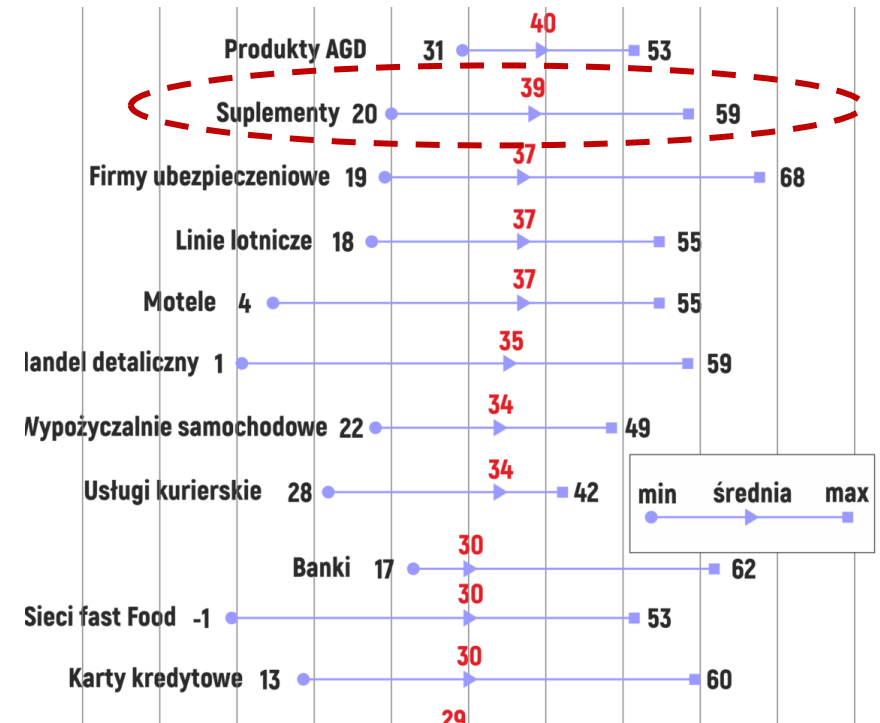 40
Produkty AGD 31 53
39
Suplementy 20 59
37
Firmy ubezpieczeniowe 19 68
37
Linie lotnicze 18 55
37
Motele 4 55
35
detaliczny 1 59
34
samochodowe 22 49
34
Usługi kurierskie 28 42
min średnia max
30
Banki 17 62
30
Sieci fast Food -1 53
30
Karty kredytowe 13 60
29